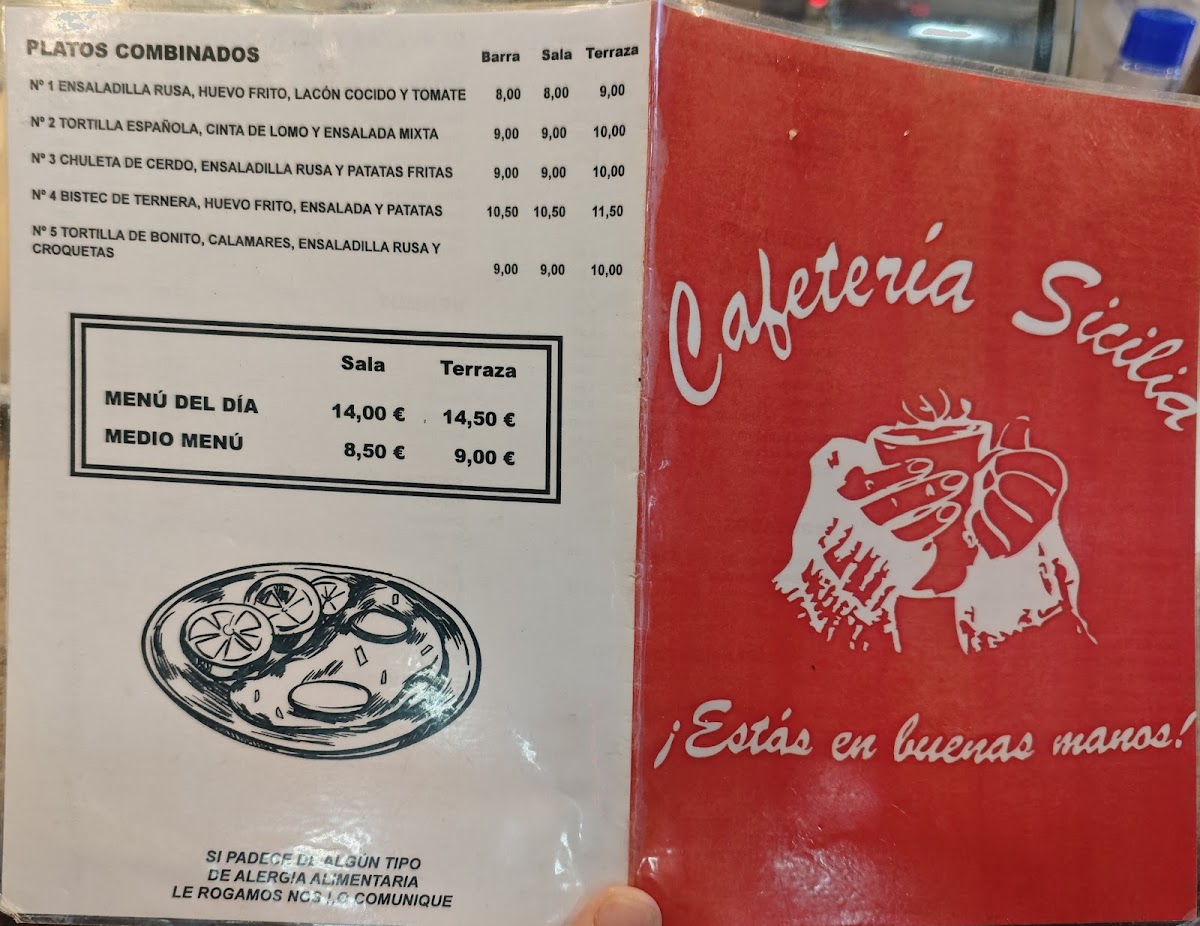 PLATOS COMBINADOS Barra Sala Terraza
Nº 1 ENSALADILLA RUSA, HUEVO FRITO, LACÓN COCIDO Y TOMATE 8,00 8,00 9,00
Nº 2 TORTILLA ESPAÑOLA, CINTA DE LOMO Y ENSALADA MIXTA 9,00 9,00 10,00
Nº 3 CHULETA DE CERDO, ENSALADILLA RUSA Y PATATAS FRITAS 9,00 9,00 10,00
Nº 4 BISTEC DE TERNERA, HUEVO FRITO, ENSALADA Y PATATAS 10,50 10,50 11,50
Nº 5 TORTILLA DE BONITO, CALAMARES, ENSALADILLA RUSA Y
CROQUETAS
9,00 9,00 10,00
Sala Terraza
MENÚ DEL DÍA 14,00 € 14,50 €
MEDIO MENÚ 8,50 € 9,00 €
SI PADECE DE ALGÚN TIPO
DE ALERGIA ALIMENTARIA
LE ROGAMOS NOS LO COMUNIQUE
Cafetería Sicilia
¡Estás en buenas manos!